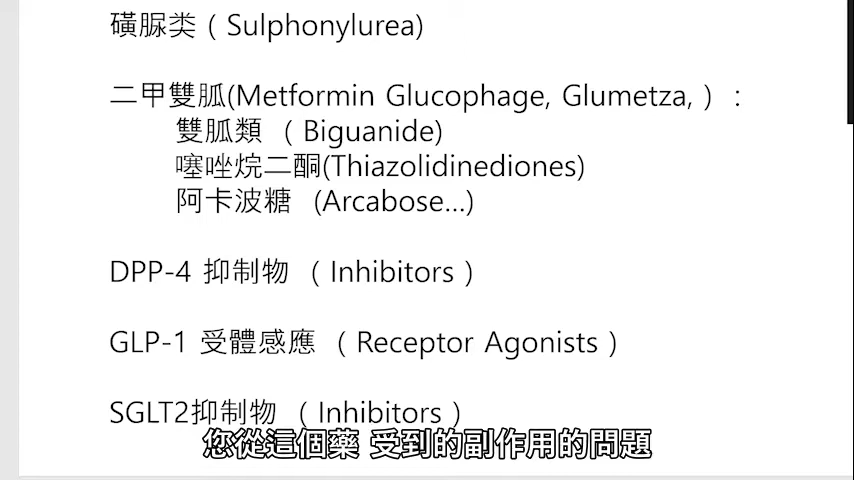 磺脲类 ( Sulphonylurea)
二甲雙胍(Metformin Glucophage, Glumetza, ) :
雙胍類 ( Biguanide)
噻唑烷二酮(Thiazolidinediones)
阿卡波糖 (Arcabose...)
DPP-4 抑制物 ( Inhibitors )
GLP-1 受體感應 ( Receptor Agonists )
SGLT2抑制物 ( Inhibitors )
您從這個藥 受到的副作用的問題